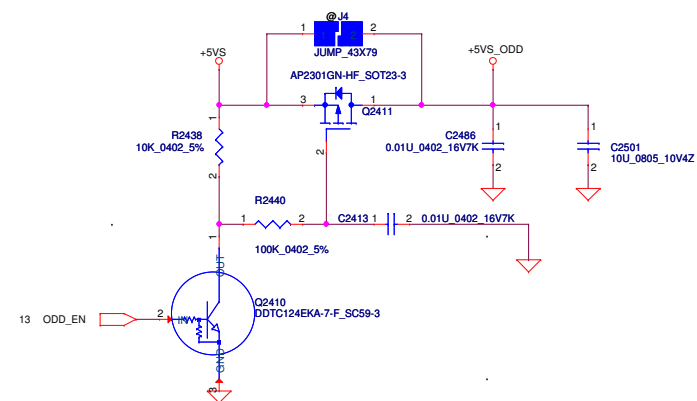 @ J4
1 2
JUMP_43X79
+5VS
+5VS_ODD
AP2301GN-HF_SOT23-3
3 1
Q2411
2
1
R2438
10K_0402_5%
2
1
C2486
0.01U_0402_16V7K
2
1
C2501
10U_0805_10V4Z
2
R2440
1 2
100K_0402_5%
C2413 1 2 0.01U_0402_16V7K
1
OUT
Q2410
DDTC124EKA-7-F_SC59-3
13 ODD_EN
2
IN
GND
3